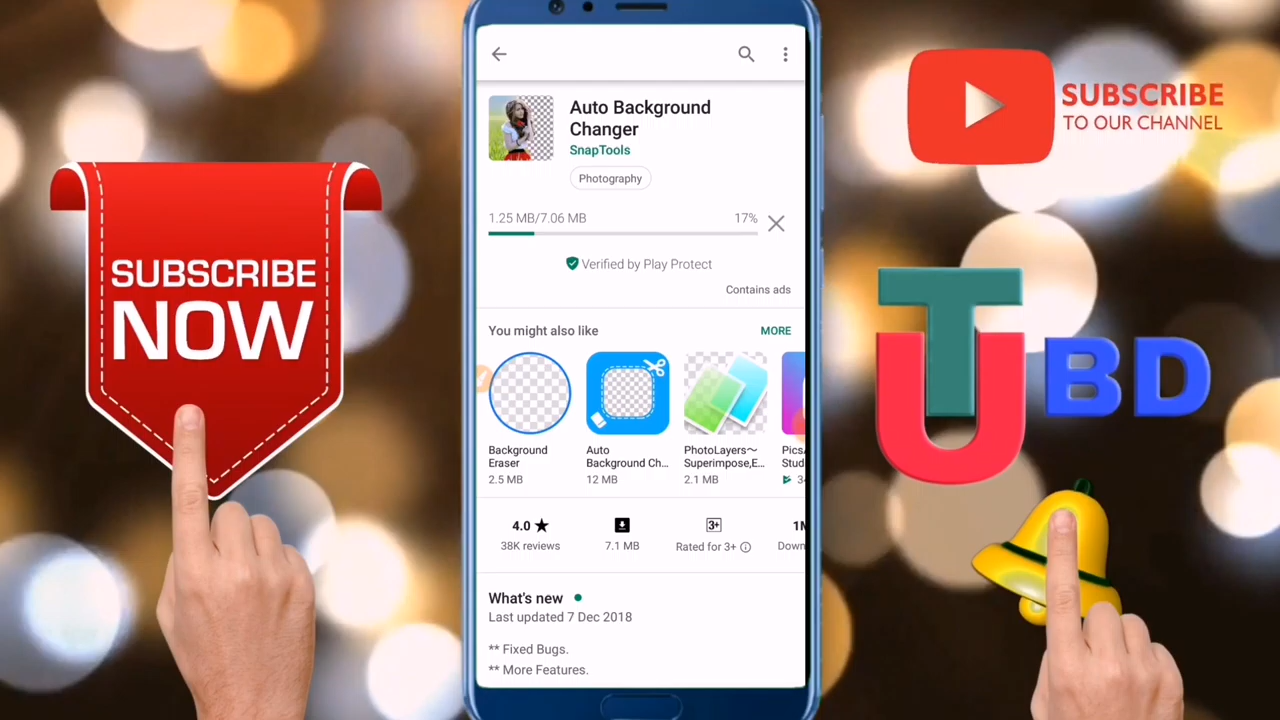 SUBSCRIBE
NOW
Auto Background
Changer
SnapTools
Photography
1.25 MB/7.06 MB
17%
Verified by Play Protect
Contains ads
You might also like
MORE
Background
Eraser
2.5 MB
Auto
Background Ch...
12 MB
PhotoLayers～
Superimpose,E...
2.1 MB
4.0 ★
38K reviews
7.1 MB
3+
Rated for 3+
What's new
Last updated 7 Dec 2018
** Fixed Bugs.
** More Features.
SUBSCRIBE
TO OUR CHANNEL
TU BD